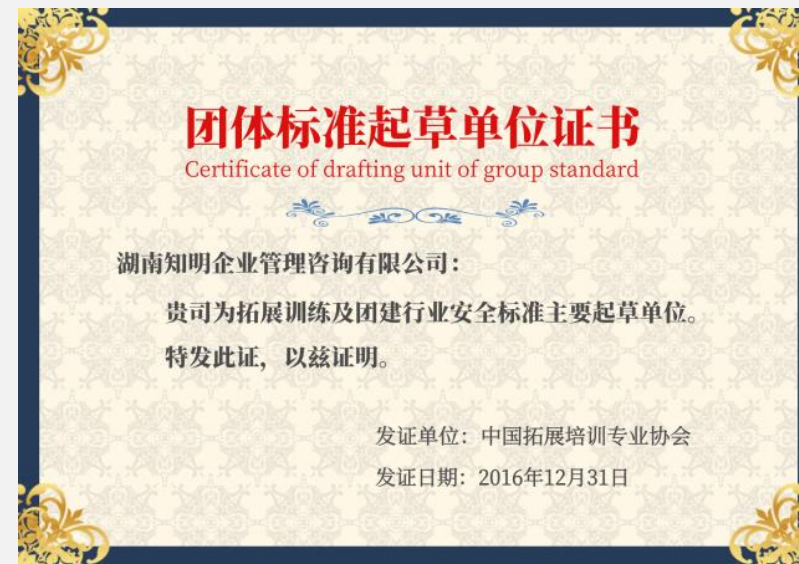 团体标准起草单位证书
Certificate of drafting unit of group standard
湖南知明企业管理咨询有限公司：
贵司为拓展训练及团建行业安全标准主要起草单位。
特发此证，以兹证明。
发证单位：中国拓展培训专业协会
发证日期：2016年12月31日